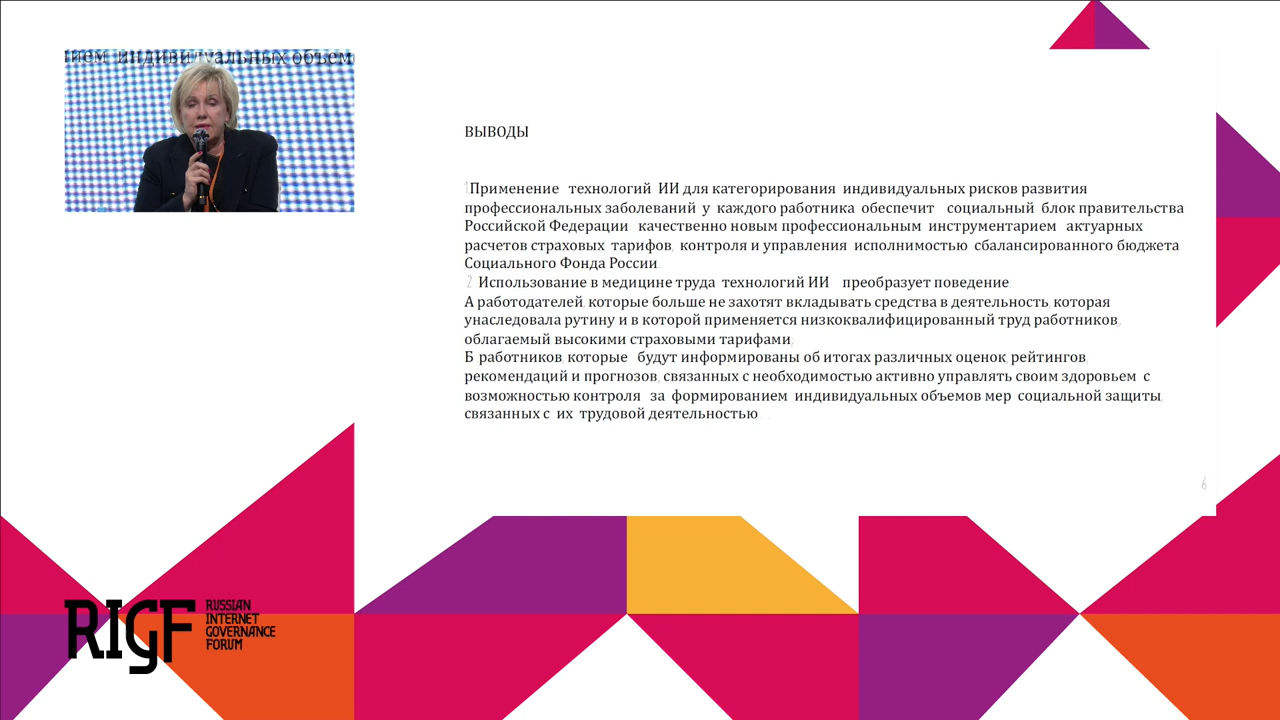 ием индивидуальных объем
ВЫВОДЫ
1Применение технологий ИИ для категорирования индивидуальных рисков развития
профессиональных заболеваний у каждого работника обеспечит социальный блок правительства
Российской Федерации качественно новым профессиональным инструментарием актуарных
расчетов страховых тарифов, контроля и управления исполнимостью сбалансированного бюджета
Социального Фонда России.
2 Использование в медицине труда технологий ИИ преобразует поведение
А работодателей, которые больше не захотят вкладывать средства в деятельность, которая
унаследовала рутину и в которой применяется низкоквалифицированный труд работников,
облагаемый высокими страховыми тарифами;
Б работников, которые будут информированы об итогах различных оценок, рейтингов,
рекомендаций и прогнозов, связанных с необходимостью активно управлять своим здоровьем с
возможностью контроля за формированием индивидуальных объемов мер социальной защиты,
связанных с их трудовой деятельностью .
6
RIGF
RUSSIAN
INTERNET
GOVERNANCE
FORUM